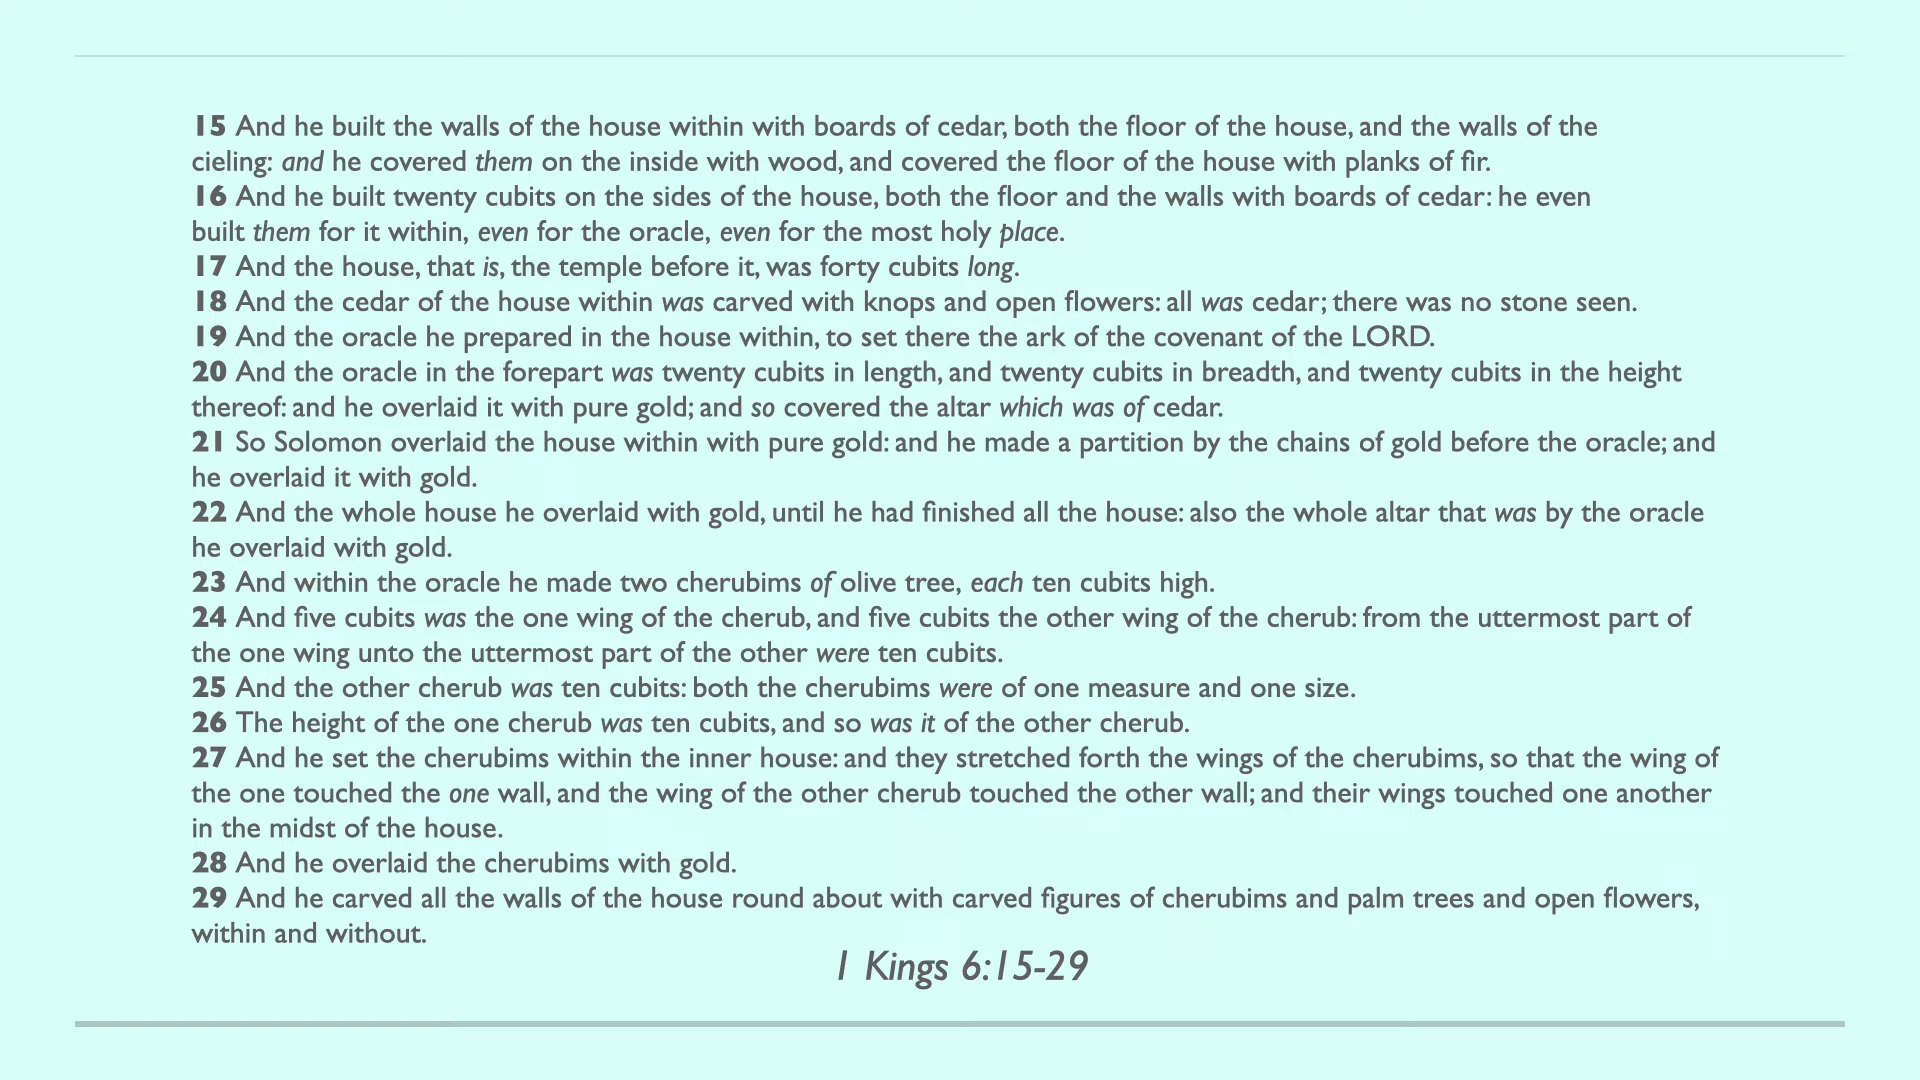 15 And he built the walls of the house within with boards of cedar, both the floor of the house, and the walls of the
cieling: and he covered them on the inside with wood, and covered the floor of the house with planks of fir.
16 And he built twenty cubits on the sides of the house, both the floor and the walls with boards of cedar: he even
built them for it within, even for the oracle, even for the most holy place.
17 And the house, that is, the temple before it, was forty cubits long.
18 And the cedar of the house within was carved with knops and open flowers: all was cedar; there was no stone seen.
19 And the oracle he prepared in the house within, to set there the ark of the covenant of the LORD.
20 And the oracle in the forepart was twenty cubits in length, and twenty cubits in breadth, and twenty cubits in the height
thereof: and he overlaid it with pure gold; and so covered the altar which was of cedar.
21 So Solomon overlaid the house within with pure gold: and he made a partition by the chains of gold before the oracle; and
he overlaid it with gold.
22 And the whole house he overlaid with gold, until he had finished all the house: also the whole altar that was by the oracle
he overlaid with gold.
23 And within the oracle he made two cherubims of olive tree, each ten cubits high.
24 And five cubits was the one wing of the cherub, and five cubits the other wing of the cherub: from the uttermost part of
the one wing unto the uttermost part of the other were ten cubits.
25 And the other cherub was ten cubits: both the cherubims were of one measure and one size.
26 The height of the one cherub was ten cubits, and so was it of the other cherub.
27 And he set the cherubims within the inner house: and they stretched forth the wings of the cherubims, so that the wing of
the one touched the one wall, and the wing of the other cherub touched the other wall; and their wings touched one another
in the midst of the house.
28 And he overlaid the cherubims with gold.
29 And he carved all the walls of the house round about with carved figures of cherubims and palm trees and open flowers,
within and without.
1 Kings 6:15-29